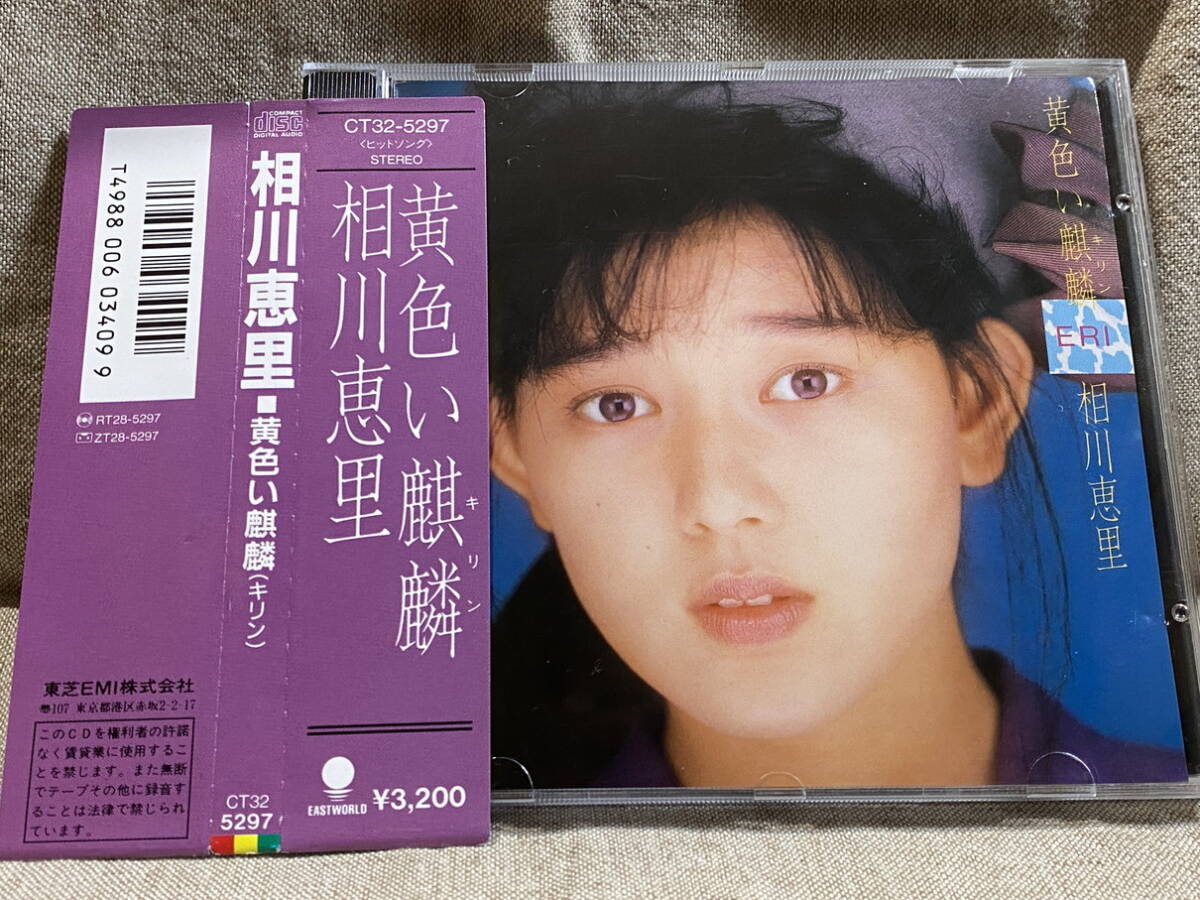 T4988 006 03409 9
RT28-5297
ZT28-5297
東芝EMI株式会社
〠107 東京都港区赤坂2-2-17
このCDを権利者の許諾
なく賃貸業に使用するこ
とを禁じます。また無断
でテープその他に録音す
ることは法律で禁じられ
ています。
COMPACT
disc
DIGITAL AUDIO
相川恵里■黄色い麒麟(キリン)
CT32
5297
CT32-5297
〈ヒットソング〉
STEREO
黄色い麒麟
キリン
相川恵里
EASTWORLD
¥3,200
黄色い麒麟
キリン
ERI
相川恵里